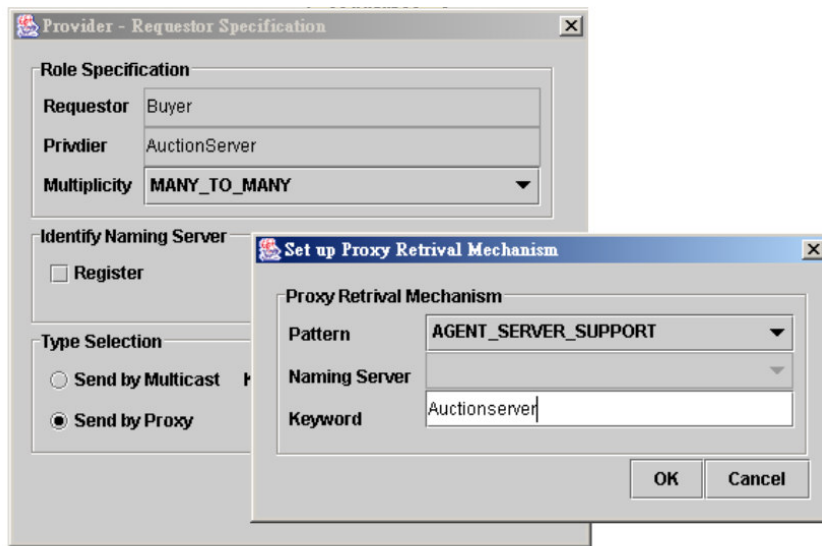 Provider - Requestor Specification
Role Specification
Requestor Buyer
Privdier AuctionServer
Multiplicity MANY_TO_MANY
Identify Naming Server
Register
Type Selection
Send by Multicast
Send by Proxy
Set up Proxy Retrival Mechanism
Proxy Retrival Mechanism
Pattern AGENT_SERVER_SUPPORT
Naming Server
Keyword Auctionserver
OK Cancel